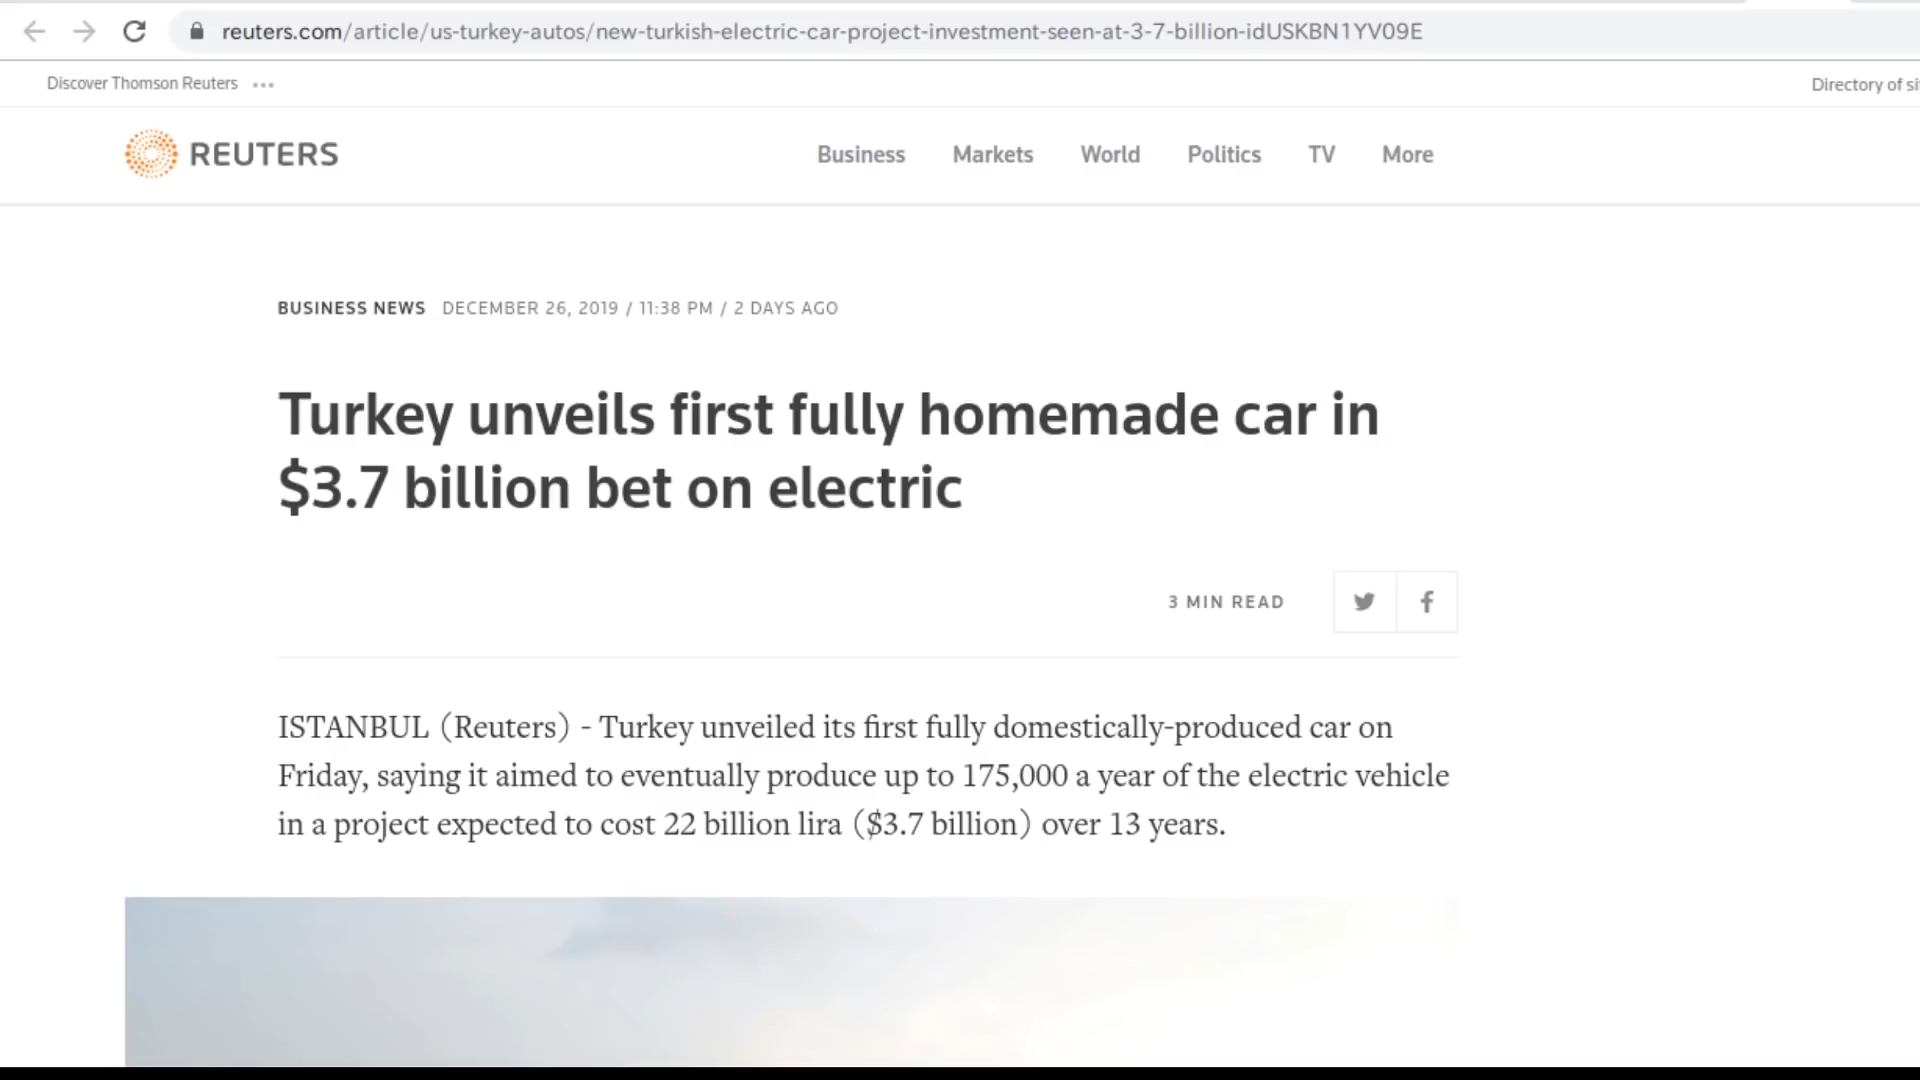 reuters.com/article/us-turkey-autos/new-turkish-electric-car-project-investment-seen-at-3-7-billion-idUSKBN1YV09E
Discover Thomson Reuters ...
Directory of si
REUTERS
Business Markets World Politics TV More
BUSINESS NEWS DECEMBER 26, 2019 / 11:38 PM / 2 DAYS AGO
Turkey unveils first fully homemade car in
$3.7 billion bet on electric
3 MIN READ
ISTANBUL (Reuters) - Turkey unveiled its first fully domestically-produced car on
Friday, saying it aimed to eventually produce up to 175,000 a year of the electric vehicle
in a project expected to cost 22 billion lira ($3.7 billion) over 13 years.